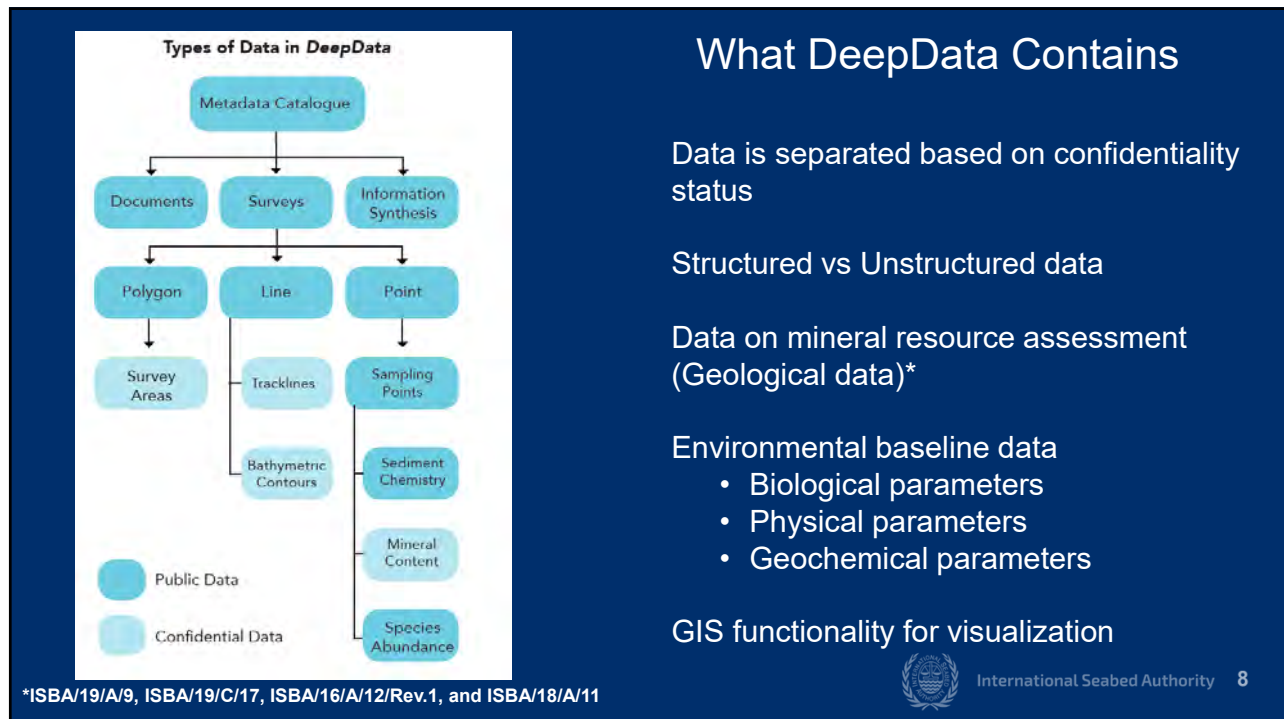 Types of Data in DeepData
Metadata Catalogue
Documents
Surveys
Information
Synthesis
Polygon
Line
Point
Survey
Areas
Tracklines
Sampling
Points
Bathymetric
Contours
Sediment
Chemistry
Mineral
Content
Species
Abundance
Public Data
Confidential Data
*ISBA/19/A/9, ISBA/19/C/17, ISBA/16/A/12/Rev.1, and ISBA/18/A/11
What DeepData Contains
Data is separated based on confidentiality
status
Structured vs Unstructured data
Data on mineral resource assessment
(Geological data)*
Environmental baseline data
• Biological parameters
• Physical parameters
• Geochemical parameters
GIS functionality for visualization
International Seabed Authority 8